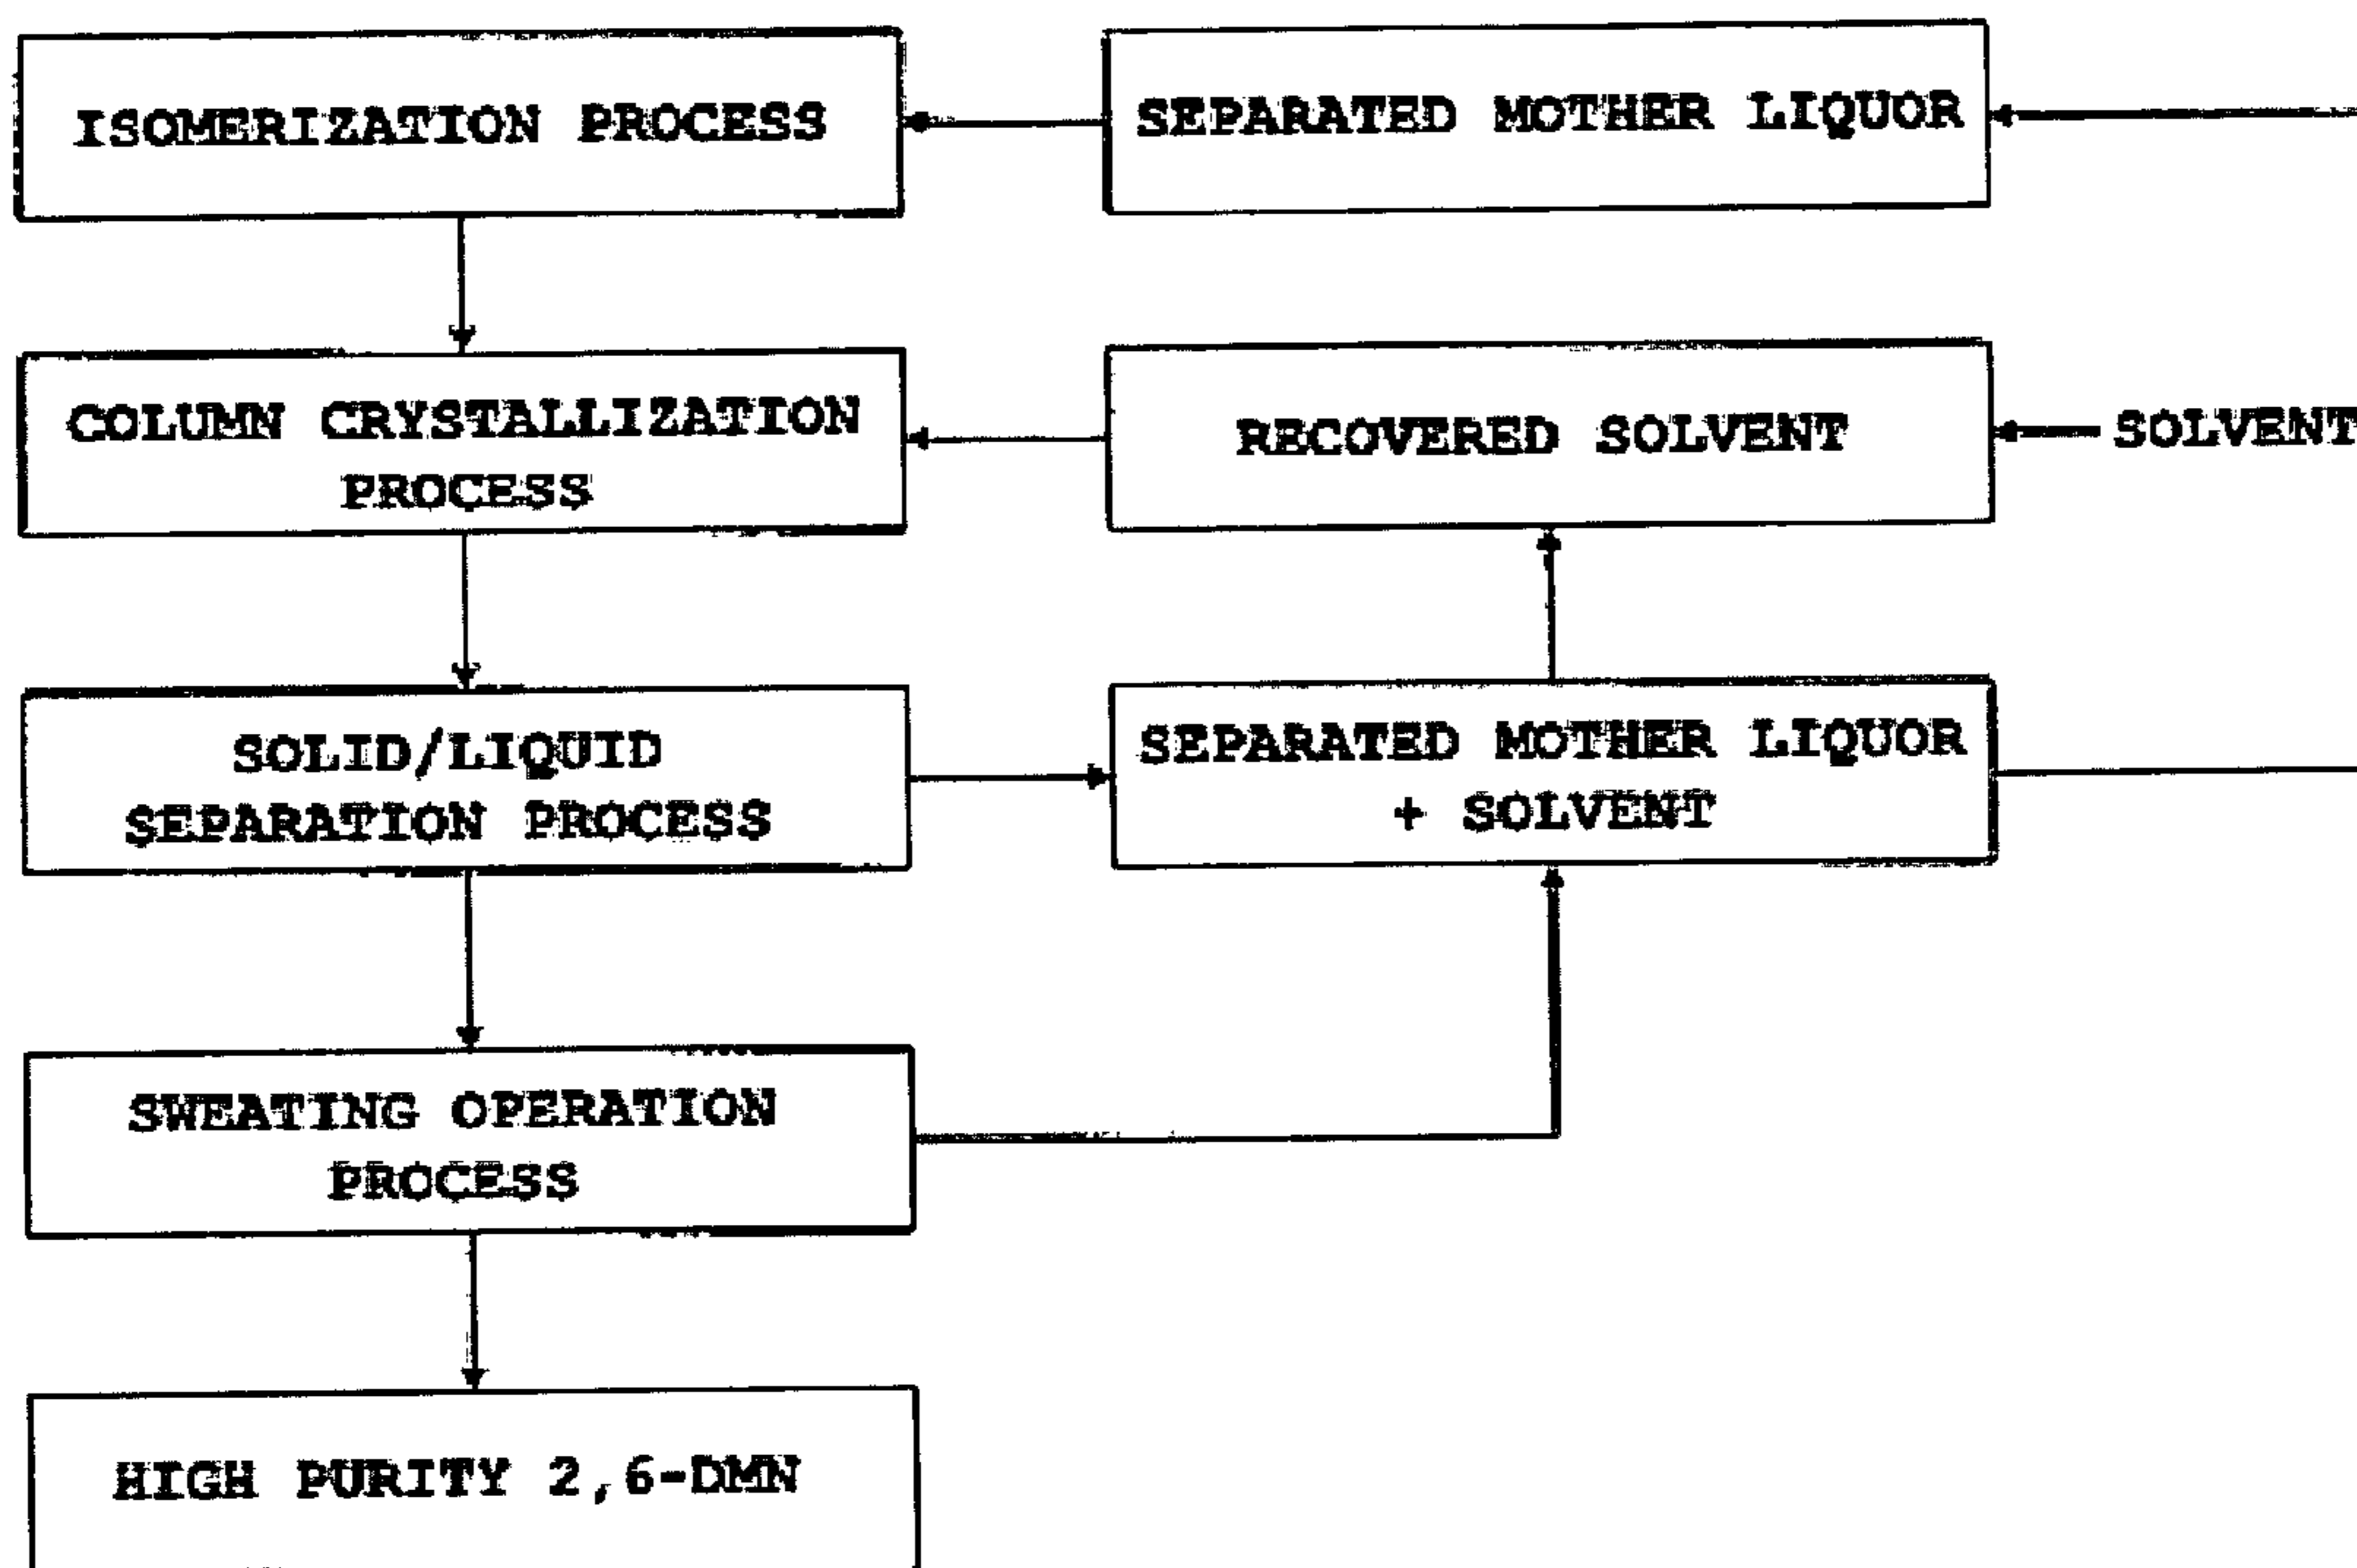 ISOMERIZATION PROCESS
SEPARATED MOTHER LIQUOR
COLUMN CRYSTALLIZATION
PROCESS
RECOVERED SOLVENT
SOLVENT
SOLID/LIQUID
SEPARATION PROCESS
SEPARATED MOTHER LIQUOR
+ SOLVENT
SWEATING OPERATION
PROCESS
HIGH PURITY 2,6-DMN